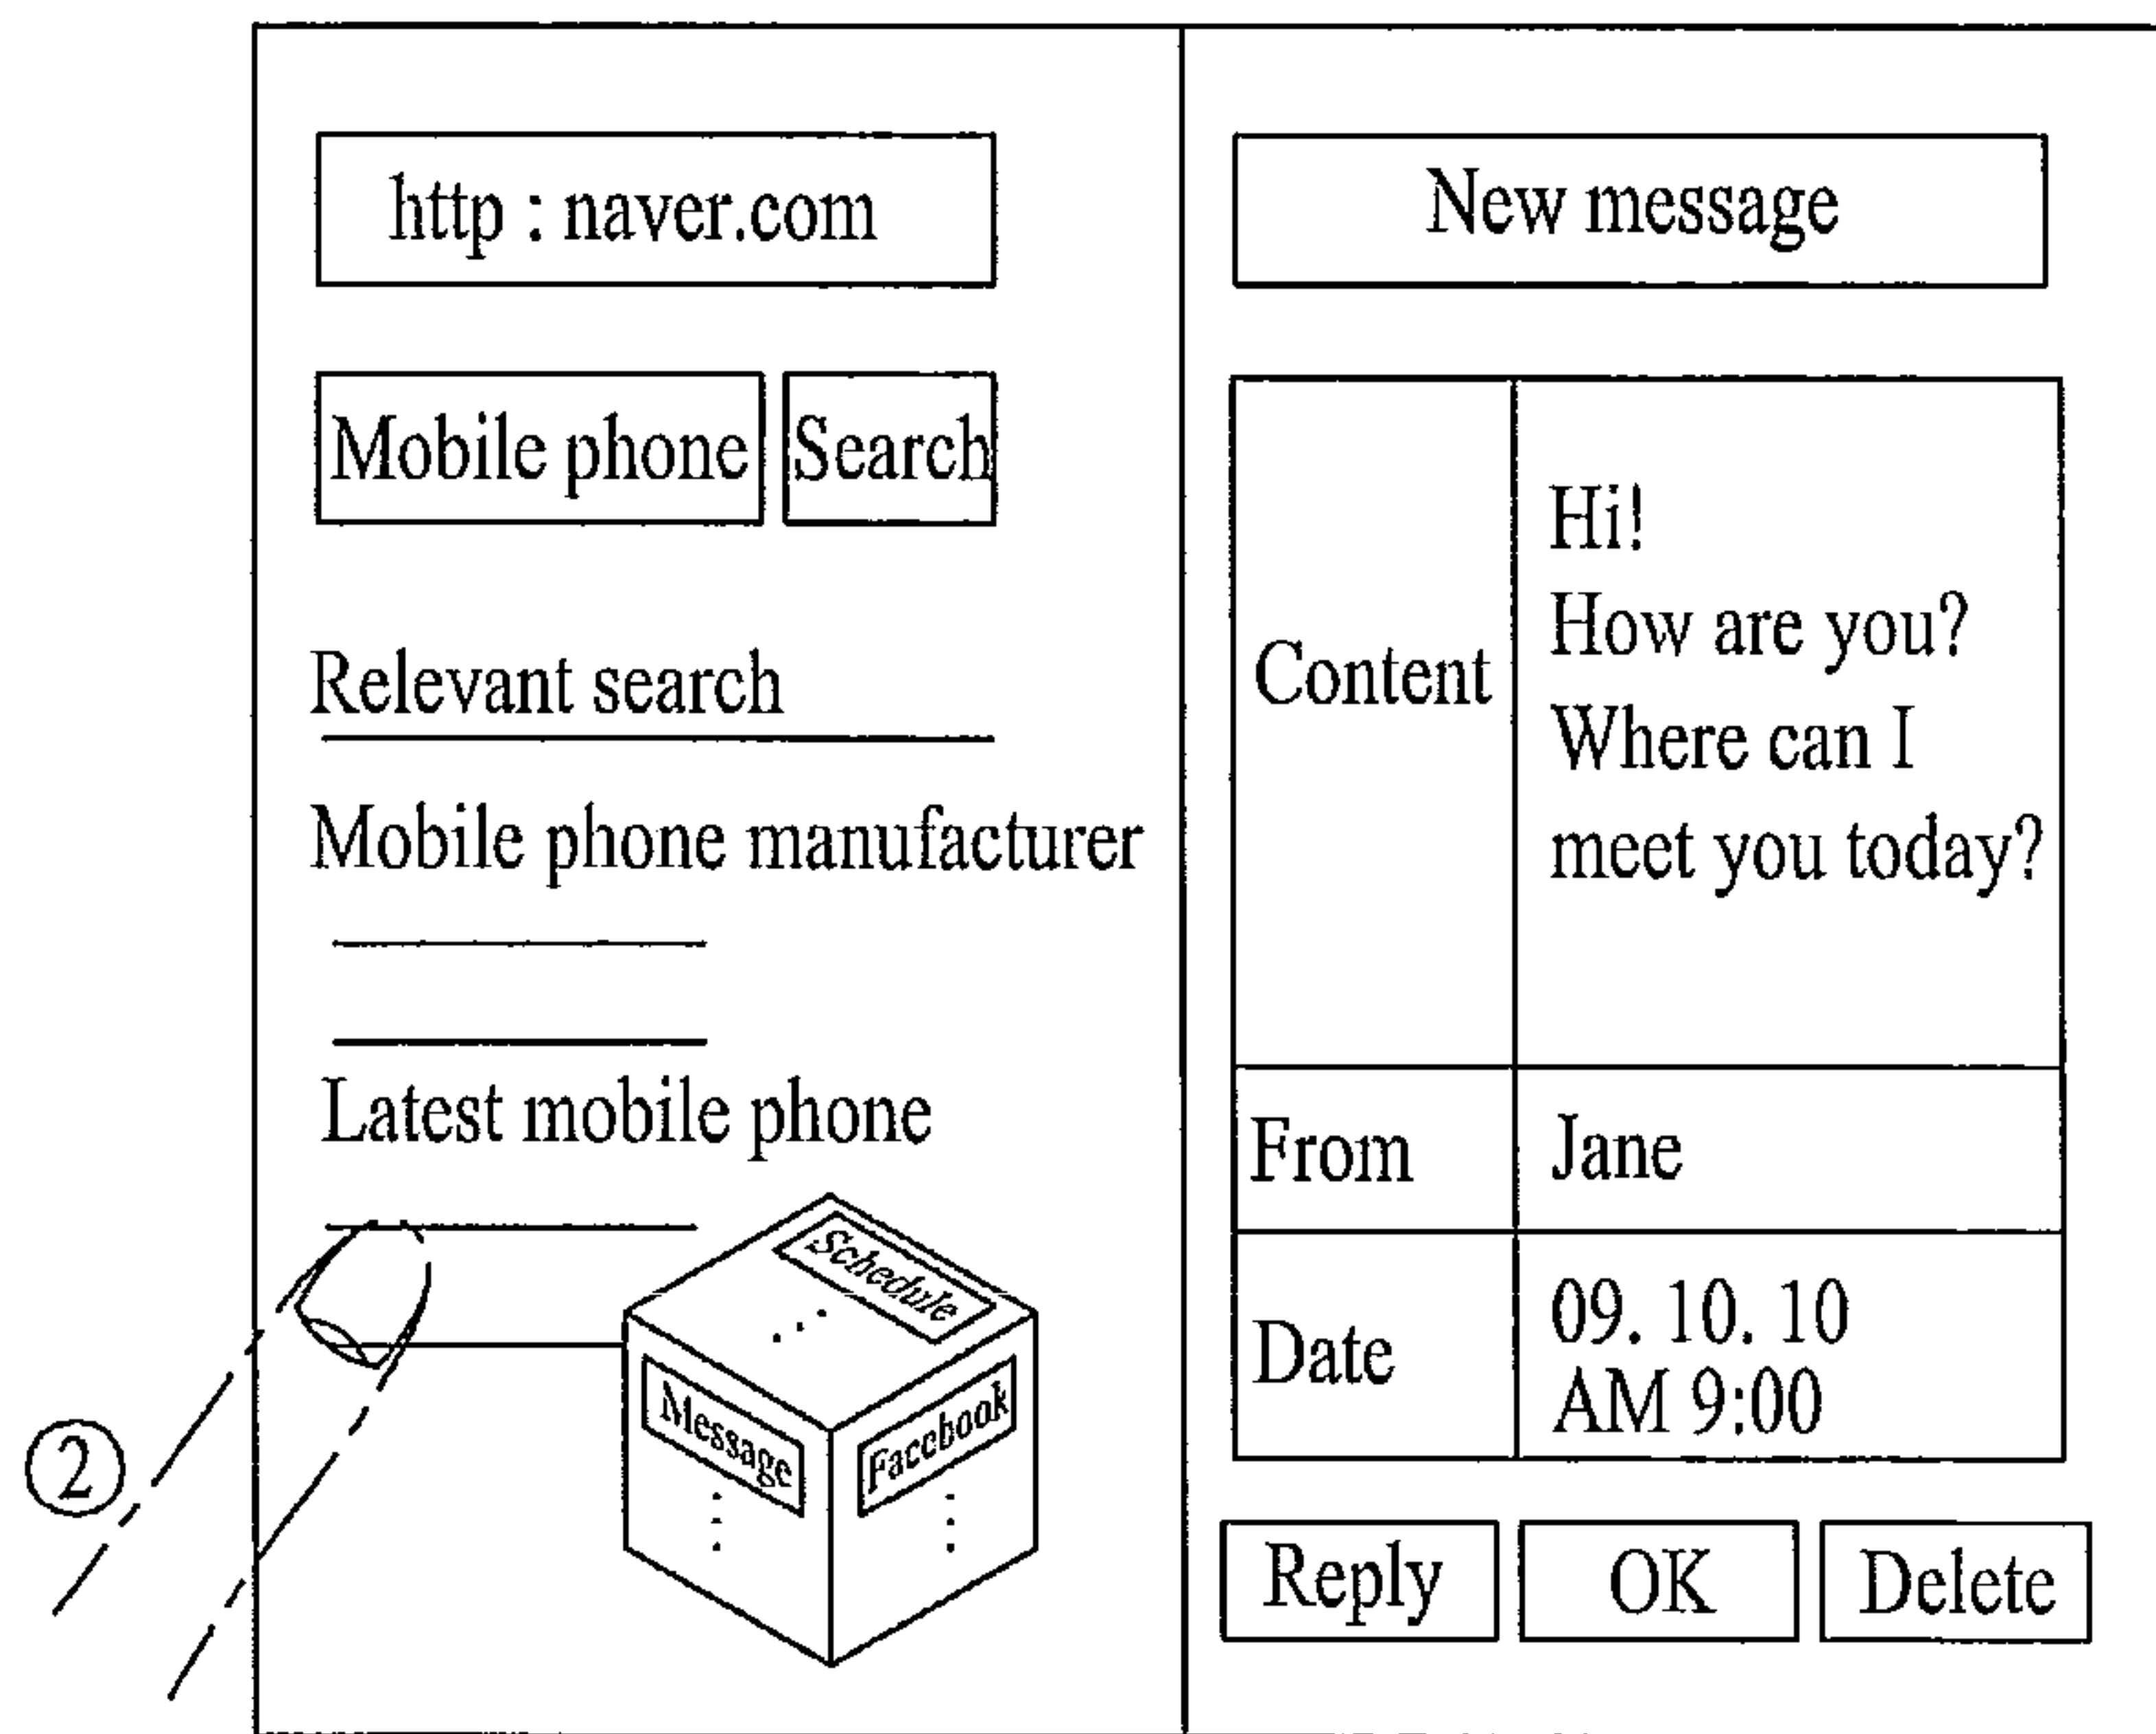 http : naver.com
Mobile phone
Search
Relevant search
Mobile phone manufacturer
Latest mobile phone
Schedule
Message
Facebook
②
New message
Content
Hi!
How are you?
Where can I
meet you today?
From
Jane
Date
09. 10. 10
AM 9:00
Reply
OK
Delete